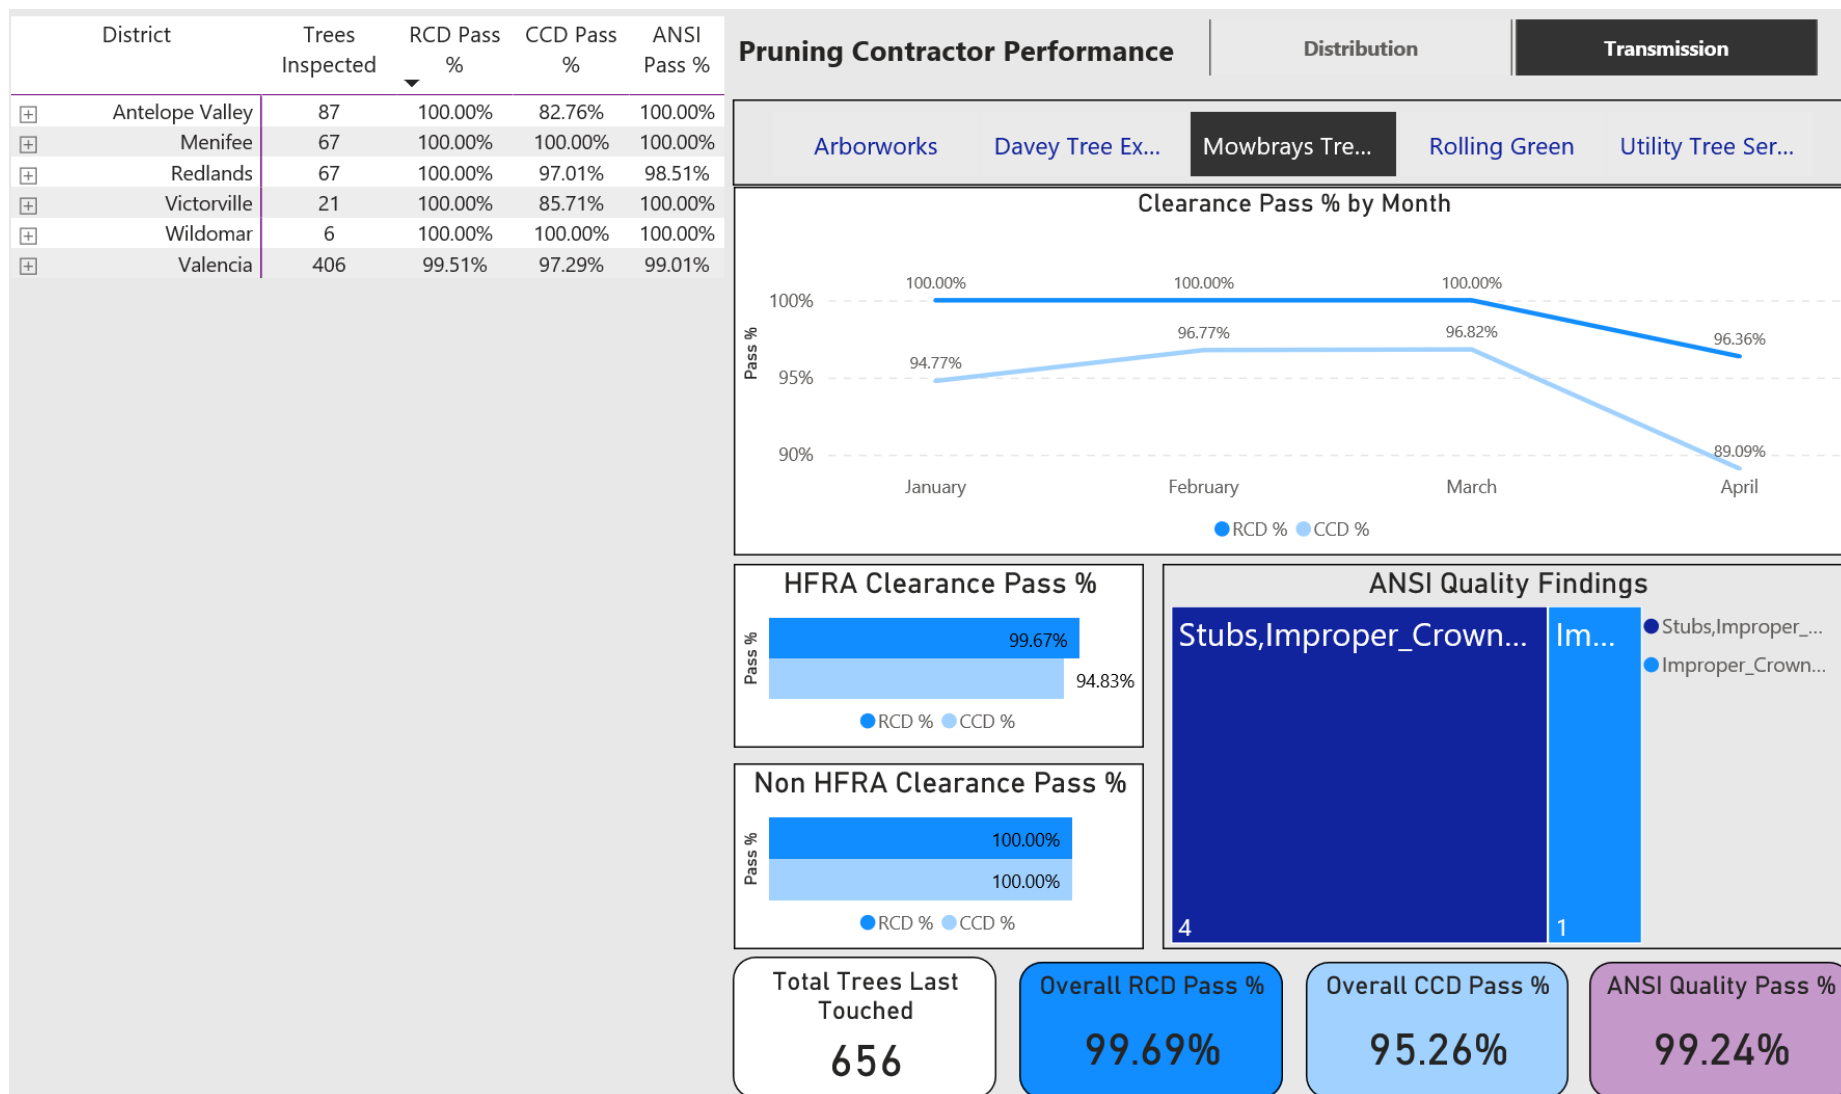 District Trees Inspected RCD Pass % CCD Pass % ANSI Pass %
Antelope Valley 87 100.00% 82.76% 100.00%
Menifee 67 100.00% 100.00% 100.00%
Redlands 67 100.00% 97.01% 98.51%
Victorville 21 100.00% 85.71% 100.00%
Wildomar 6 100.00% 100.00% 100.00%
Valencia 406 99.51% 97.29% 99.01%
Pruning Contractor Performance
Distribution Transmission
Arborworks Davey Tree Ex... Mowbrays Tre... Rolling Green Utility Tree Ser...
Clearance Pass % by Month
100.00% 100.00% 100.00% 96.36%
94.77% 96.77% 96.82% 89.09%
Pass %
100%
95%
90%
January February March April
RCD % CCD %
HFRA Clearance Pass %
Pass %
99.67%
94.83%
RCD % CCD %
Non HFRA Clearance Pass %
Pass %
100.00%
100.00%
RCD % CCD %
ANSI Quality Findings
Stubs,Improper_Crown... Im...
4 1
Stubs,Improper_...
Improper_Crown...
Total Trees Last
Touched
656
Overall RCD Pass %
99.69%
Overall CCD Pass %
95.26%
ANSI Quality Pass %
99.24%